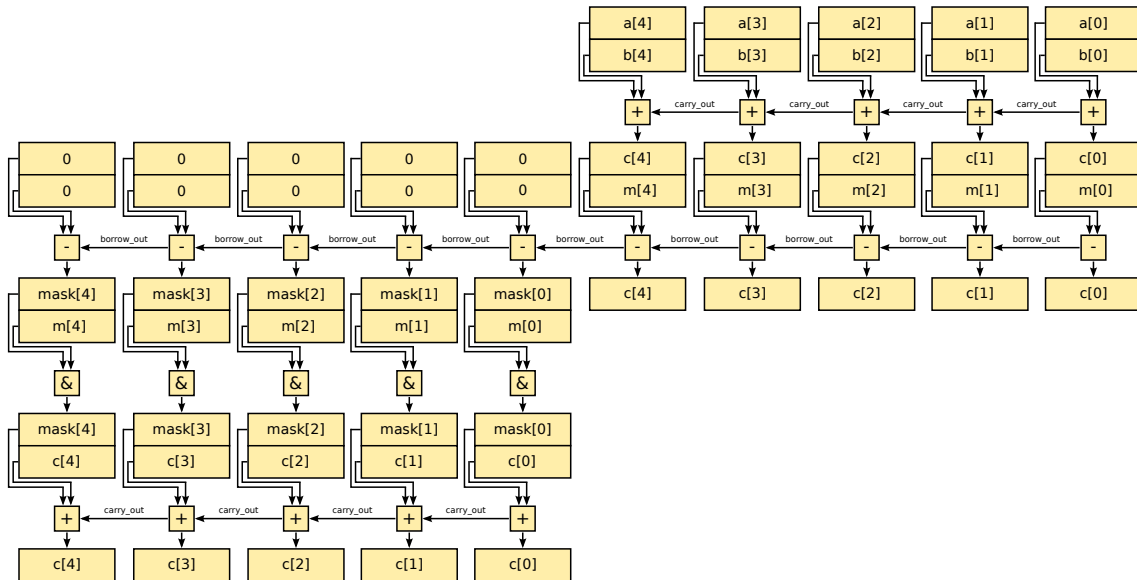 a[4] a[3] a[2] a[1] a[0]
b[4] b[3] b[2] b[1] b[0]
+ carry_out + carry_out + carry_out + carry_out +
0 0 0 0 0 c[4] c[3] c[2] c[1] c[0]
0 0 0 0 0 m[4] m[3] m[2] m[1] m[0]
- borrow_out - borrow_out - borrow_out - borrow_out - borrow_out - borrow_out - borrow_out - borrow_out - borrow_out -
mask[4] mask[3] mask[2] mask[1] mask[0] c[4] c[3] c[2] c[1] c[0]
m[4] m[3] m[2] m[1] m[0]
& & & & &
mask[4] mask[3] mask[2] mask[1] mask[0]
c[4] c[3] c[2] c[1] c[0]
+ carry_out + carry_out + carry_out + carry_out +
c[4] c[3] c[2] c[1] c[0]